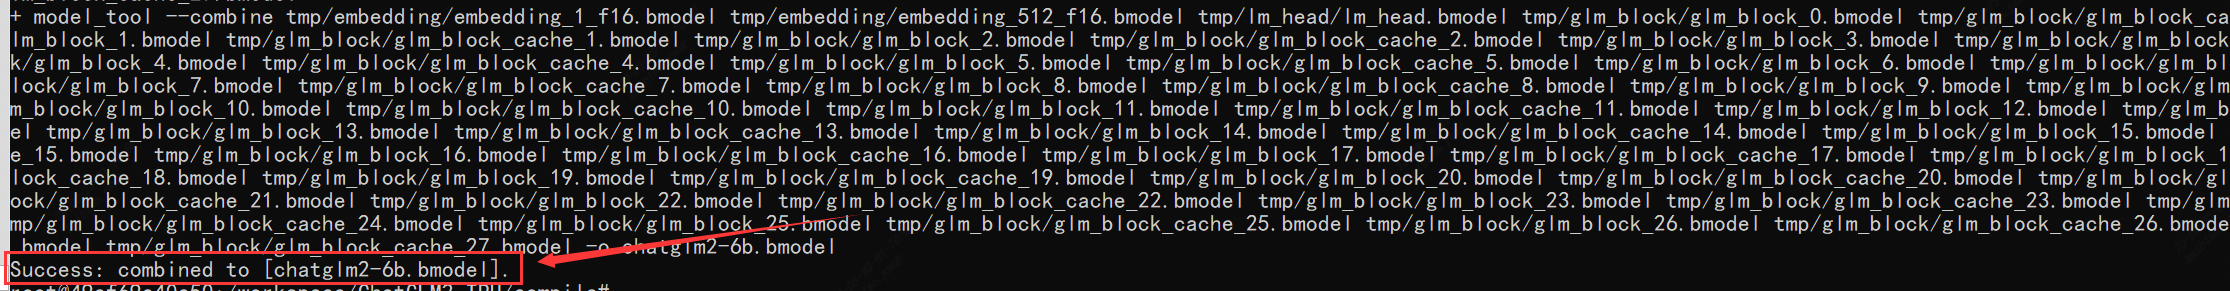 + model_tool --combine tmp/embedding/embedding_1_f16.bmodel tmp/embedding/embedding_512_f16.bmodel tmp/lm_head/lm_head.bmodel tmp/glm_block/glm_block_0.bmodel tmp/glm_block/glm_block_ca
lm_block_1.bmodel tmp/glm_block/glm_block_cache_1.bmodel tmp/glm_block/glm_block_2.bmodel tmp/glm_block/glm_block_cache_2.bmodel tmp/glm_block/glm_block_3.bmodel tmp/glm_block/glm_block
k/glm_block_4.bmodel tmp/glm_block/glm_block_cache_4.bmodel tmp/glm_block/glm_block_5.bmodel tmp/glm_block/glm_block_cache_5.bmodel tmp/glm_block/glm_block_6.bmodel tmp/glm_block/glm_bl
lock/glm_block_7.bmodel tmp/glm_block/glm_block_cache_7.bmodel tmp/glm_block/glm_block_8.bmodel tmp/glm_block/glm_block_cache_8.bmodel tmp/glm_block/glm_block_9.bmodel tmp/glm_block/glm
m_block_10.bmodel tmp/glm_block/glm_block_cache_10.bmodel tmp/glm_block/glm_block_11.bmodel tmp/glm_block/glm_block_cache_11.bmodel tmp/glm_block/glm_block_12.bmodel tmp/glm_block/glm_b
el tmp/glm_block/glm_block_13.bmodel tmp/glm_block/glm_block_cache_13.bmodel tmp/glm_block/glm_block_14.bmodel tmp/glm_block/glm_block_cache_14.bmodel tmp/glm_block/glm_block_15.bmodel
e_15.bmodel tmp/glm_block/glm_block_16.bmodel tmp/glm_block/glm_block_cache_16.bmodel tmp/glm_block/glm_block_17.bmodel tmp/glm_block/glm_block_cache_17.bmodel tmp/glm_block/glm_block_1
lock_cache_18.bmodel tmp/glm_block/glm_block_19.bmodel tmp/glm_block/glm_block_cache_19.bmodel tmp/glm_block/glm_block_20.bmodel tmp/glm_block/glm_block_cache_20.bmodel tmp/glm_block/gl
lock/glm_block_cache_21.bmodel tmp/glm_block/glm_block_22.bmodel tmp/glm_block/glm_block_cache_22.bmodel tmp/glm_block/glm_block_23.bmodel tmp/glm_block/glm_block_cache_23.bmodel tmp/glm
mp/glm_block/glm_block_cache_24.bmodel tmp/glm_block/glm_block_25.bmodel tmp/glm_block/glm_block_cache_25.bmodel tmp/glm_block/glm_block_26.bmodel tmp/glm_block/glm_block_cache_26.bmode
.bmodel tmp/glm_block/glm_block_cache_27.bmodel -o chatglm2-6b.bmodel
Success: combined to [chatglm2-6b.bmodel].